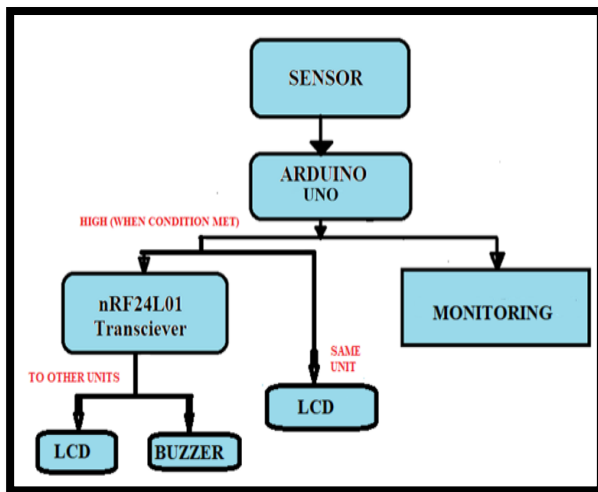 SENSOR
ARDUINO
UNO
HIGH (WHEN CONDITION MET)
nRF24L01
Transciever
MONITORING
SAME
UNIT
TO OTHER UNITS
LCD
LCD
BUZZER